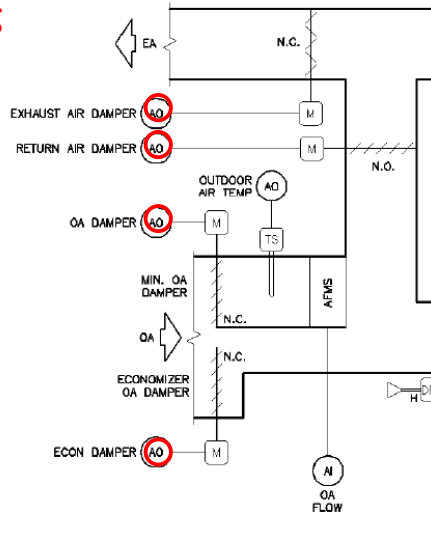 EA
N.C.
EXHAUST AIR DAMPER
AO
M
RETURN AIR DAMPER
AO
M
N.O.
OUTDOOR
AIR TEMP
AO
OA DAMPER
AO
M
TS
MIN. OA
DAMPER
AFMS
N.C.
OA
N.C.
ECONOMIZER
OA DAMPER
H
ECON DAMPER
AO
M
AI
OA
FLOW